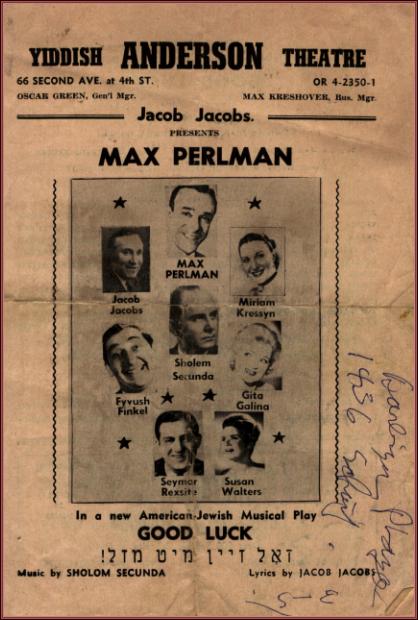 YIDDISH ANDERSON THEATRE
66 SECOND AVE. at 4th ST. OR 4-2350-1
OSCAR GREEN, Gen'l Mgr. MAX KRESHOVER, Bus. Mgr.
Jacob Jacobs.
PRESENTS
MAX PERLMAN
MAX
PERLMAN
Jacob
Jacobs
Miriam
Kressyn
Sholem
Secunda
Fyvush
Finkel
Gita
Galina
Seymor
Rexsite
Susan
Walters
In a new American-Jewish Musical Play
GOOD LUCK
זאָל זיין מיט מזל!
Music by SHOLOM SECUNDA Lyrics by JACOB JACOBS
1956